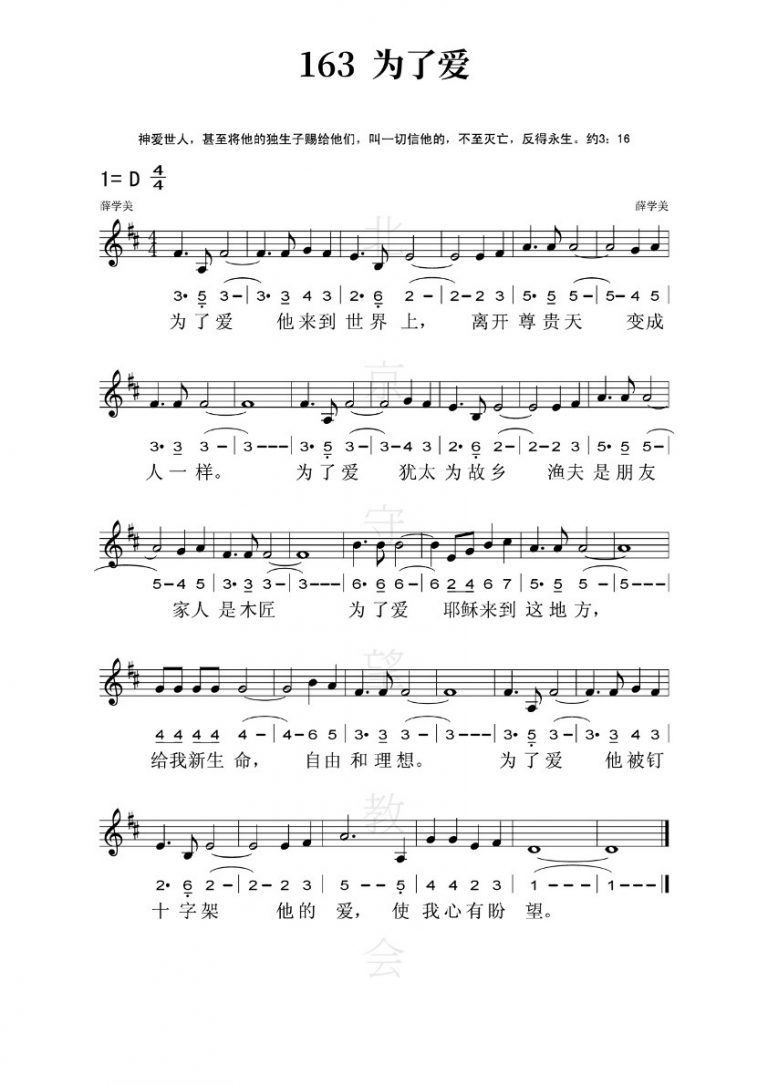 163 为了爱
神爱世人，甚至将他的独生子赐给他们，叫一切信他的，不至灭亡，反得永生。约3：16
1= D 4/4
薛学美 薛学美
3• 5 3− | 3• 3 4 3 | 2• 6 2− | 2−2 3 | 5• 5 5− | 5−4 5 |
为了爱 他来到世界上， 离开尊贵天 变成
3• 3 3− | 3−−− | 3• 5 3− | 3−4 3 | 2• 6 2− | 2−2 3 | 5• 5 5− |
人一样。 为了爱 犹太为故乡 渔夫是朋友
5−4 5 | 3• 3 3− | 3−−− | 6• 6 6− | 6 2 4 6 7 | 5• 5 5− | 5−−− |
家人是木匠 为了爱 耶稣来到这地方，
4 4 4 4 4− | 4−6 5 | 3• 3 3− | 3−−− | 3• 5 3− | 3• 3 4 3 |
给我新生命， 自由和理想。 为了爱 他被钉
2• 6 2− | 2−2 3 | 5−−5 | 4 4 2 3 | 1−−− | 1−−− ‖
十字架 他的爱，使我心有盼望。
北京守望教会